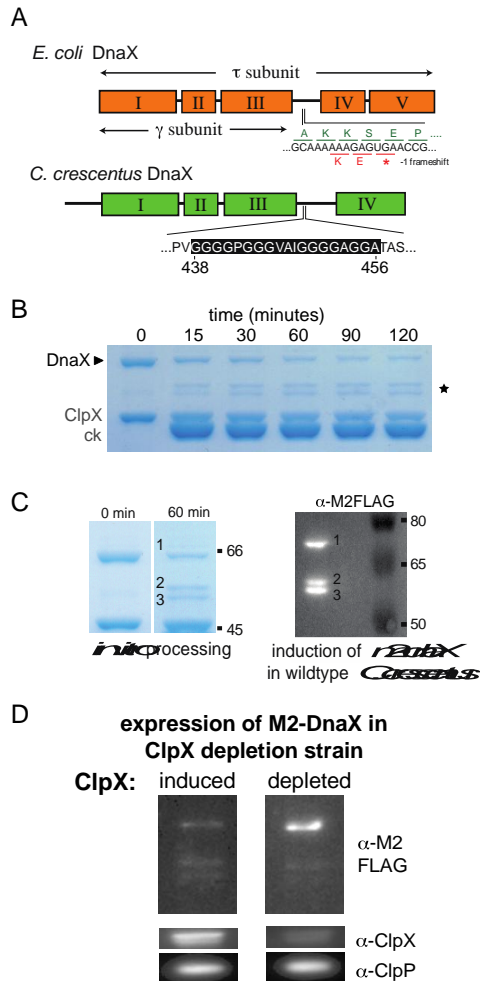 A
E. coli DnaX
τ subunit
I II III IV V
γ subunit
A K K S E P ....
...GCAAAAAAGAGUGAACCG...
K E * -1 frameshift
C. crescentus DnaX
I II III IV
...PVGGGGPGGGVAIGGGGAGGATAS...
438 456
B
time (minutes)
0 15 30 60 90 120
DnaX
ClpX
ck
C
0 min 60 min
1
2
3
66
45
processing
α-M2FLAG
1
2
3
80
65
50
induction of
in wildtype
D
expression of M2-DnaX in
ClpX depletion strain
ClpX: induced depleted
α-M2
FLAG
α-ClpX
α-ClpP